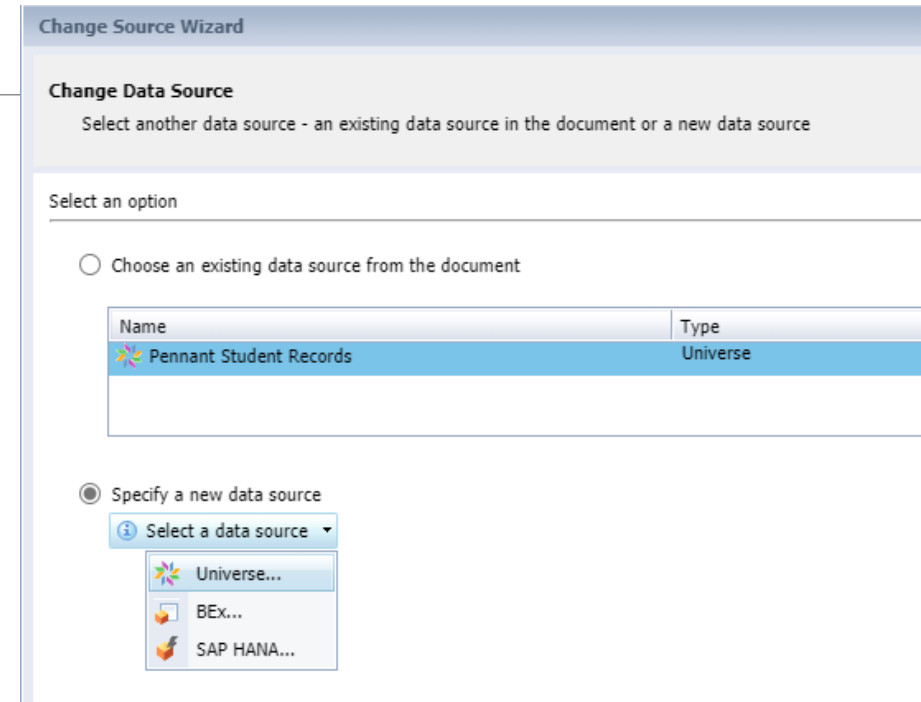 Change Source Wizard
Change Data Source
Select another data source - an existing data source in the document or a new data source
Select an option
Choose an existing data source from the document
Name Type
Pennant Student Records Universe
Specify a new data source
Select a data source
Universe...
BEx...
SAP HANA...